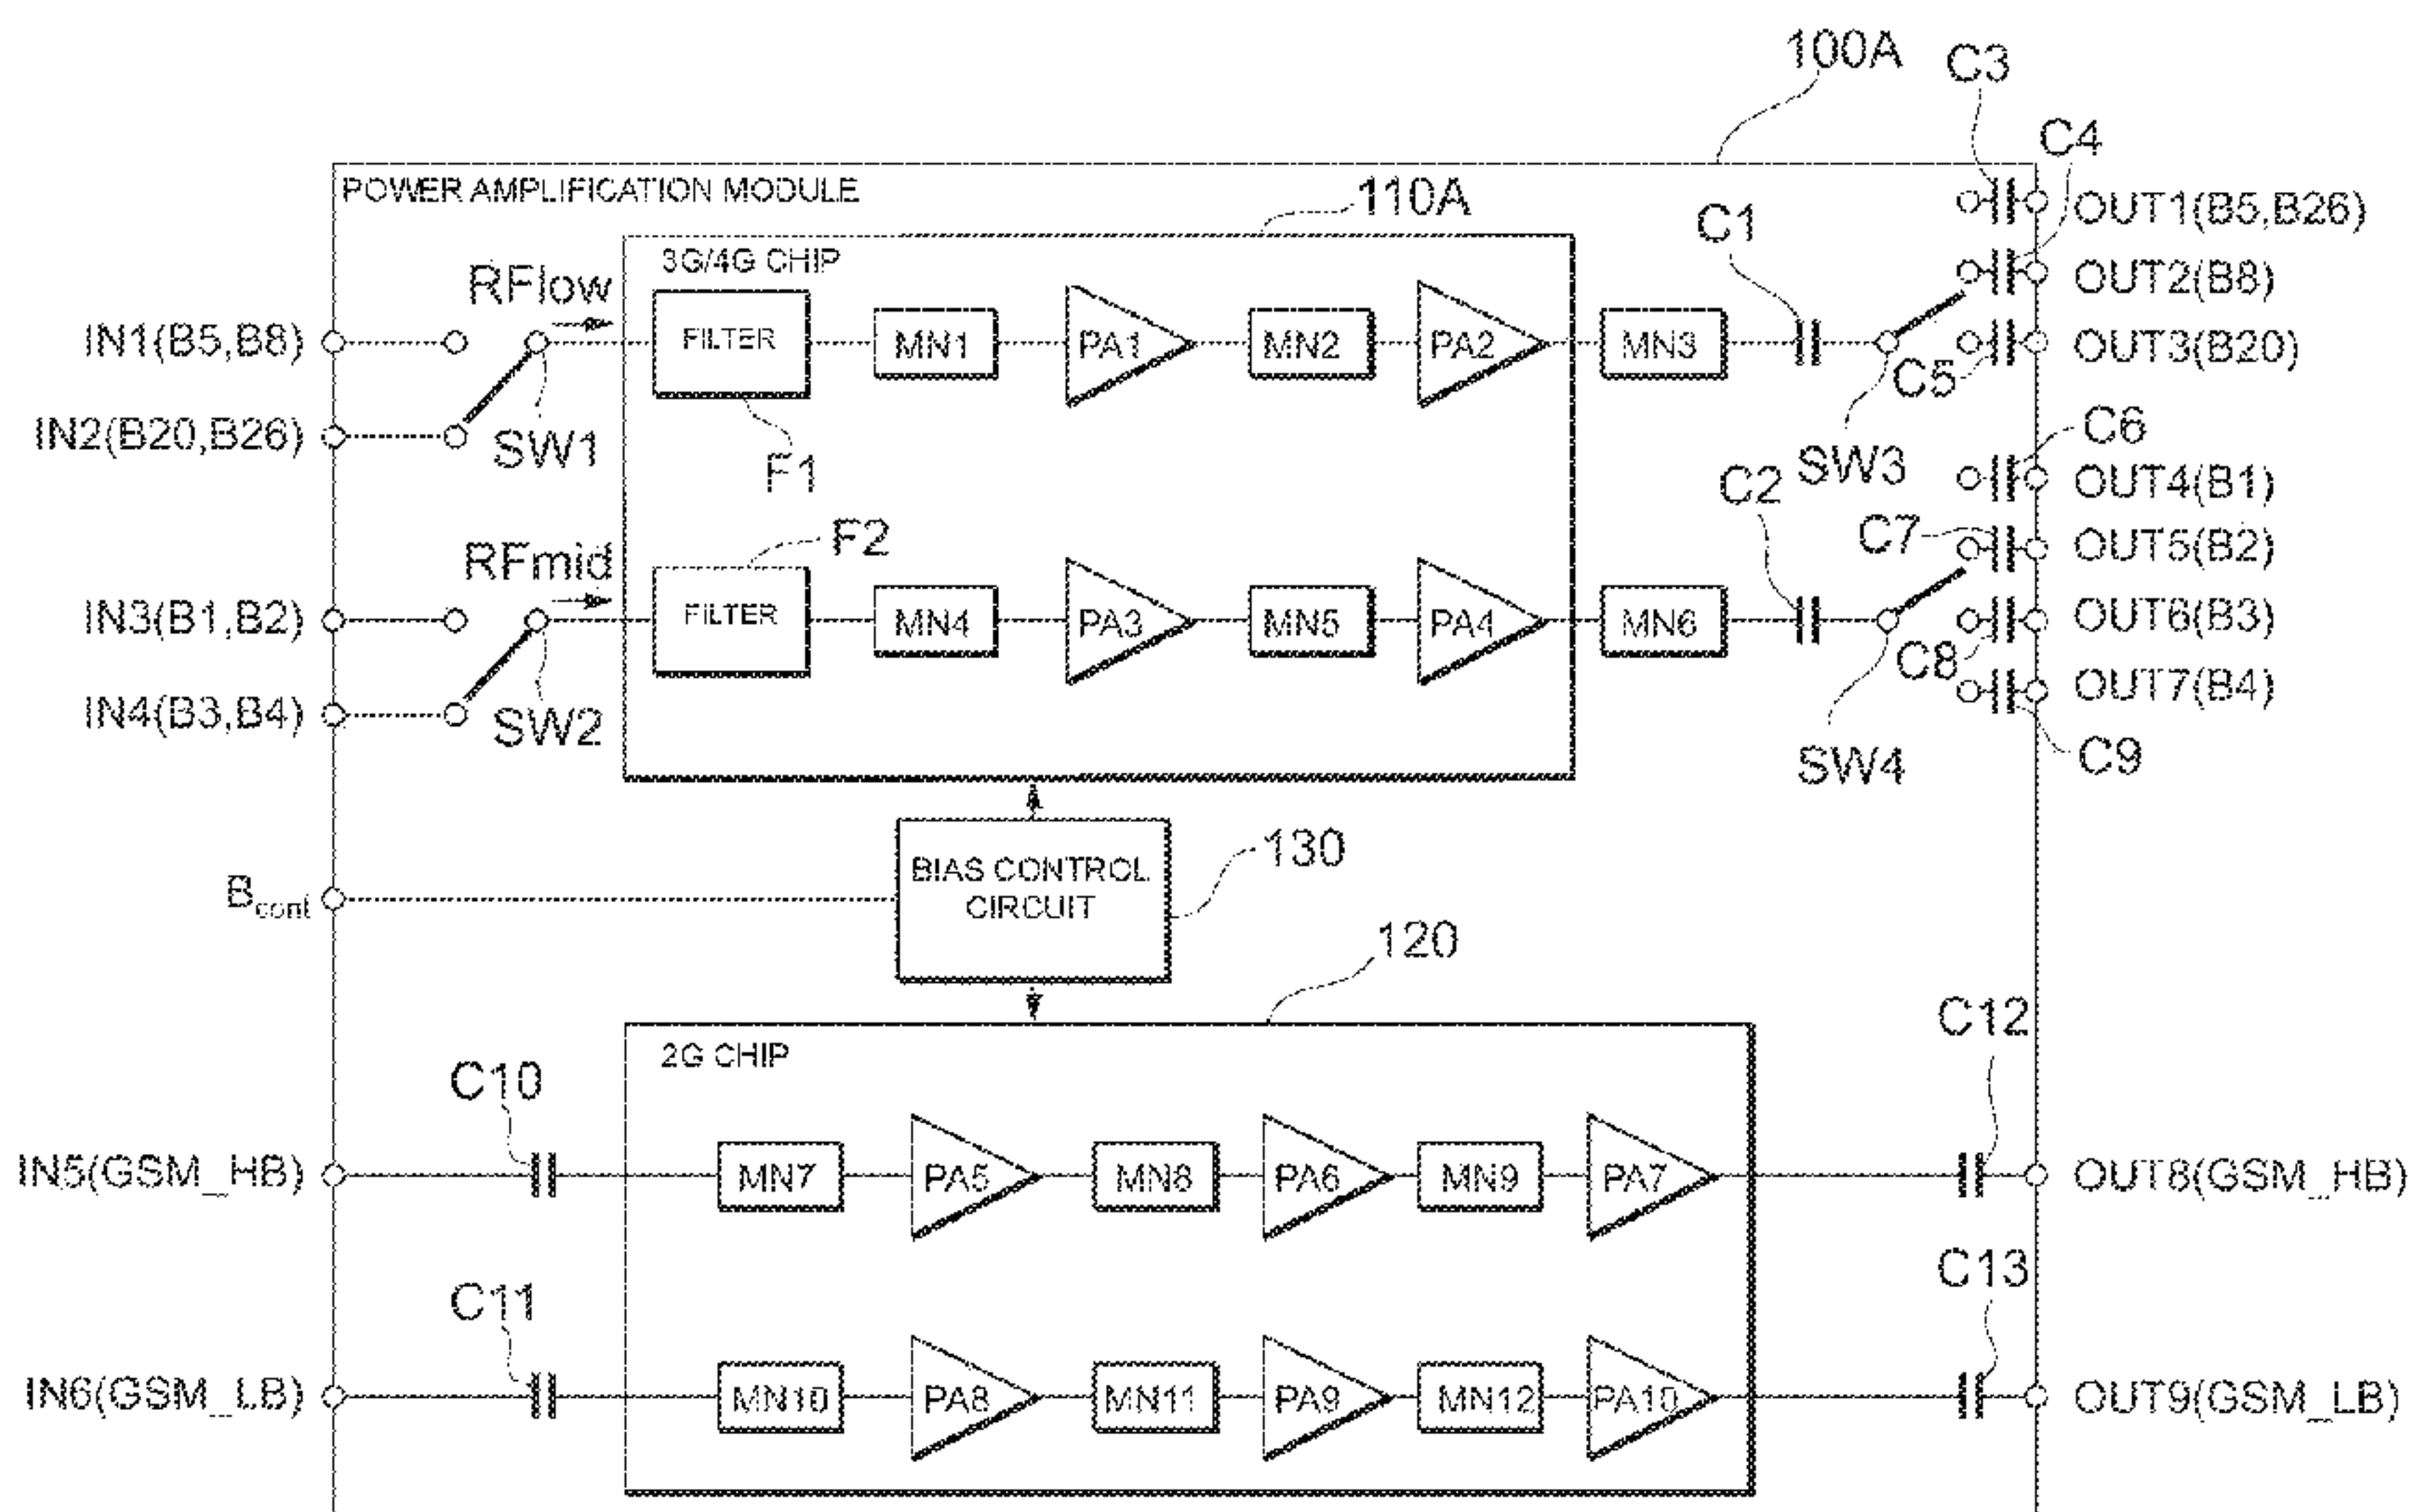 100A
C3
C4
POWER AMPLIFICATION MODULE
110A
C1
OUT1(B5,B26)
3G/4G CHIP
RFlow
OUT2(B8)
IN1(B5,B8)
FILTER
MN1
PA1
MN2
PA2
MN3
OUT3(B20)
C5
IN2(B20,B26)
SW1
F1
SW3
C6
C2
OUT4(B1)
F2
C7
RFmid
OUT5(B2)
IN3(B1,B2)
FILTER
MN4
PA3
MN5
PA4
MN6
OUT6(B3)
C8
IN4(B3,B4)
SW2
OUT7(B4)
SW4
C9
130
BIAS CONTROL
CIRCUIT
Bcont
120
C12
2G CHIP
C10
IN5(GSM_HB)
MN7
PA5
MN8
PA6
MN9
PA7
OUT8(GSM_HB)
C13
C11
IN6(GSM_LB)
MN10
PA8
MN11
PA9
MN12
PA10
OUT9(GSM_LB)